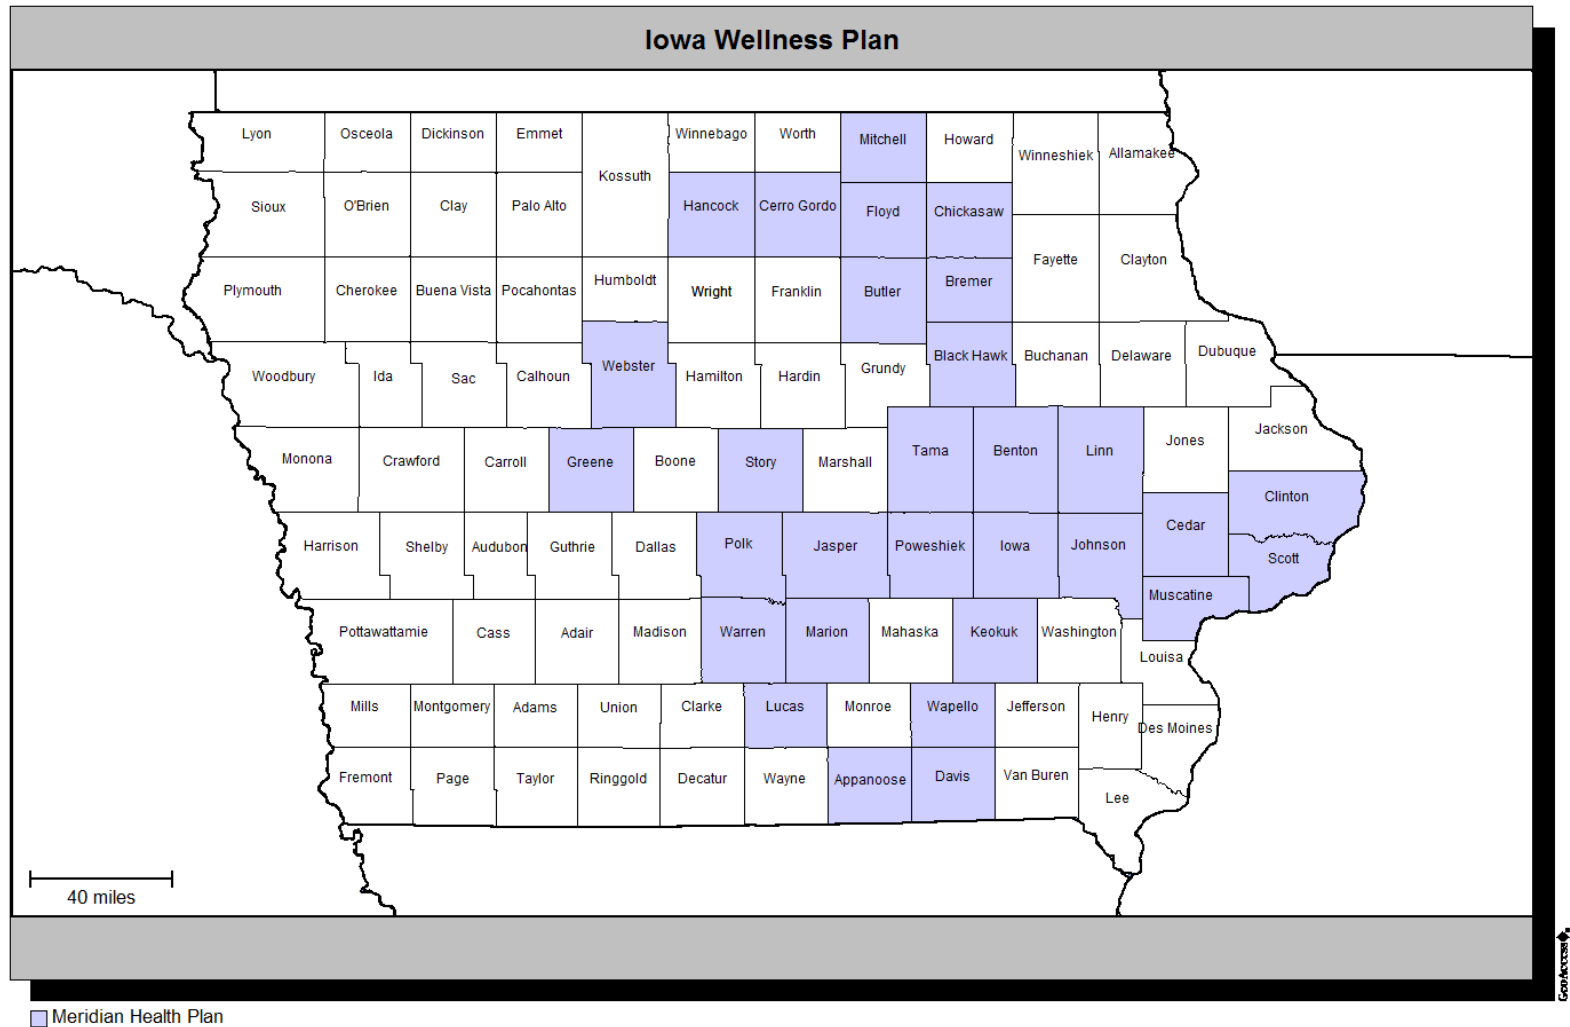 Iowa Wellness Plan
Lyon
Osceola
Dickinson
Emmet
Kossuth
Winnebago
Worth
Mitchell
Howard
Winneshiek
Allamakee
Sioux
O'Brien
Clay
Palo Alto
Hancock
Cerro Gordo
Floyd
Chickasaw
Fayette
Clayton
Plymouth
Cherokee
Buena Vista
Pocahontas
Humboldt
Wright
Franklin
Butler
Bremer
Woodbury
Ida
Sac
Calhoun
Webster
Hamilton
Hardin
Grundy
Black Hawk
Buchanan
Delaware
Dubuque
Monona
Crawford
Carroll
Greene
Boone
Story
Marshall
Tama
Benton
Linn
Jones
Jackson
Clinton
Cedar
Harrison
Shelby
Audubon
Guthrie
Dallas
Polk
Jasper
Poweshiek
Iowa
Johnson
Scott
Muscatine
Pottawattamie
Cass
Adair
Madison
Warren
Marion
Mahaska
Keokuk
Washington
Louisa
Mills
Montgomery
Adams
Union
Clarke
Lucas
Monroe
Wapello
Jefferson
Henry
Des Moines
Fremont
Page
Taylor
Ringgold
Decatur
Wayne
Appanoose
Davis
Van Buren
Lee
40 miles
GeoAccess
Meridian Health Plan